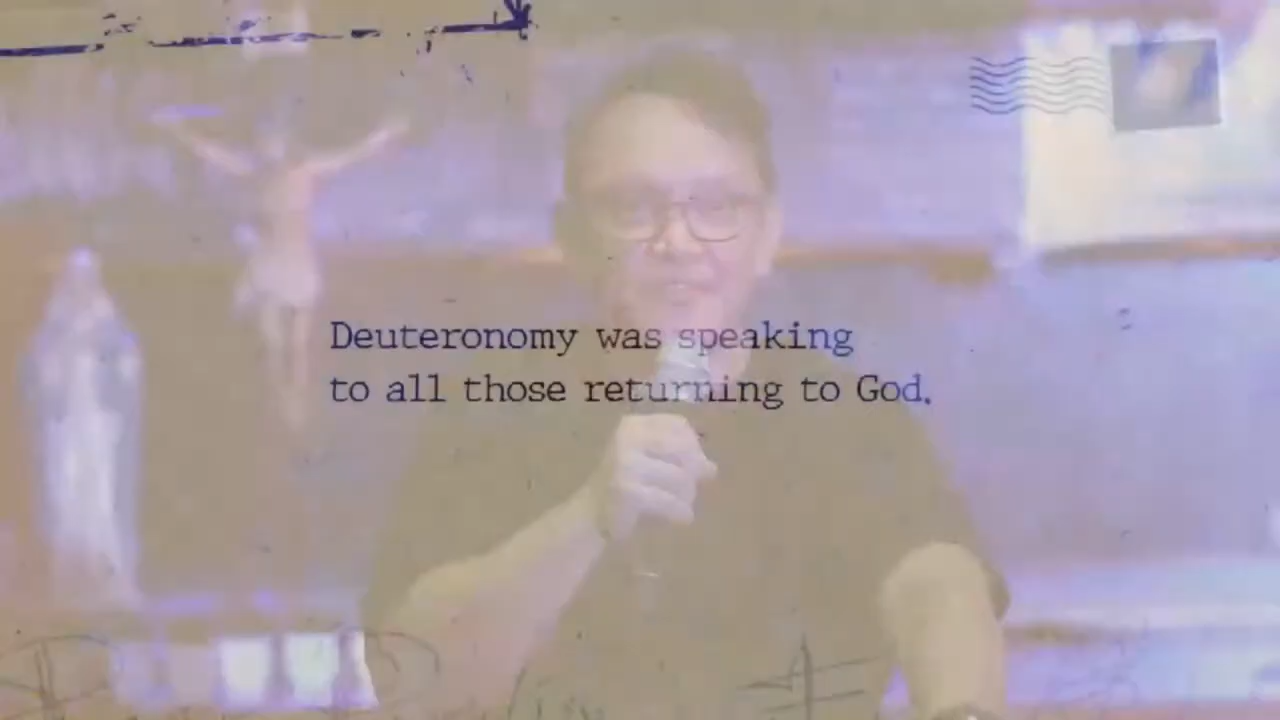 Deuteronomy was speaking
to all those returning to God.